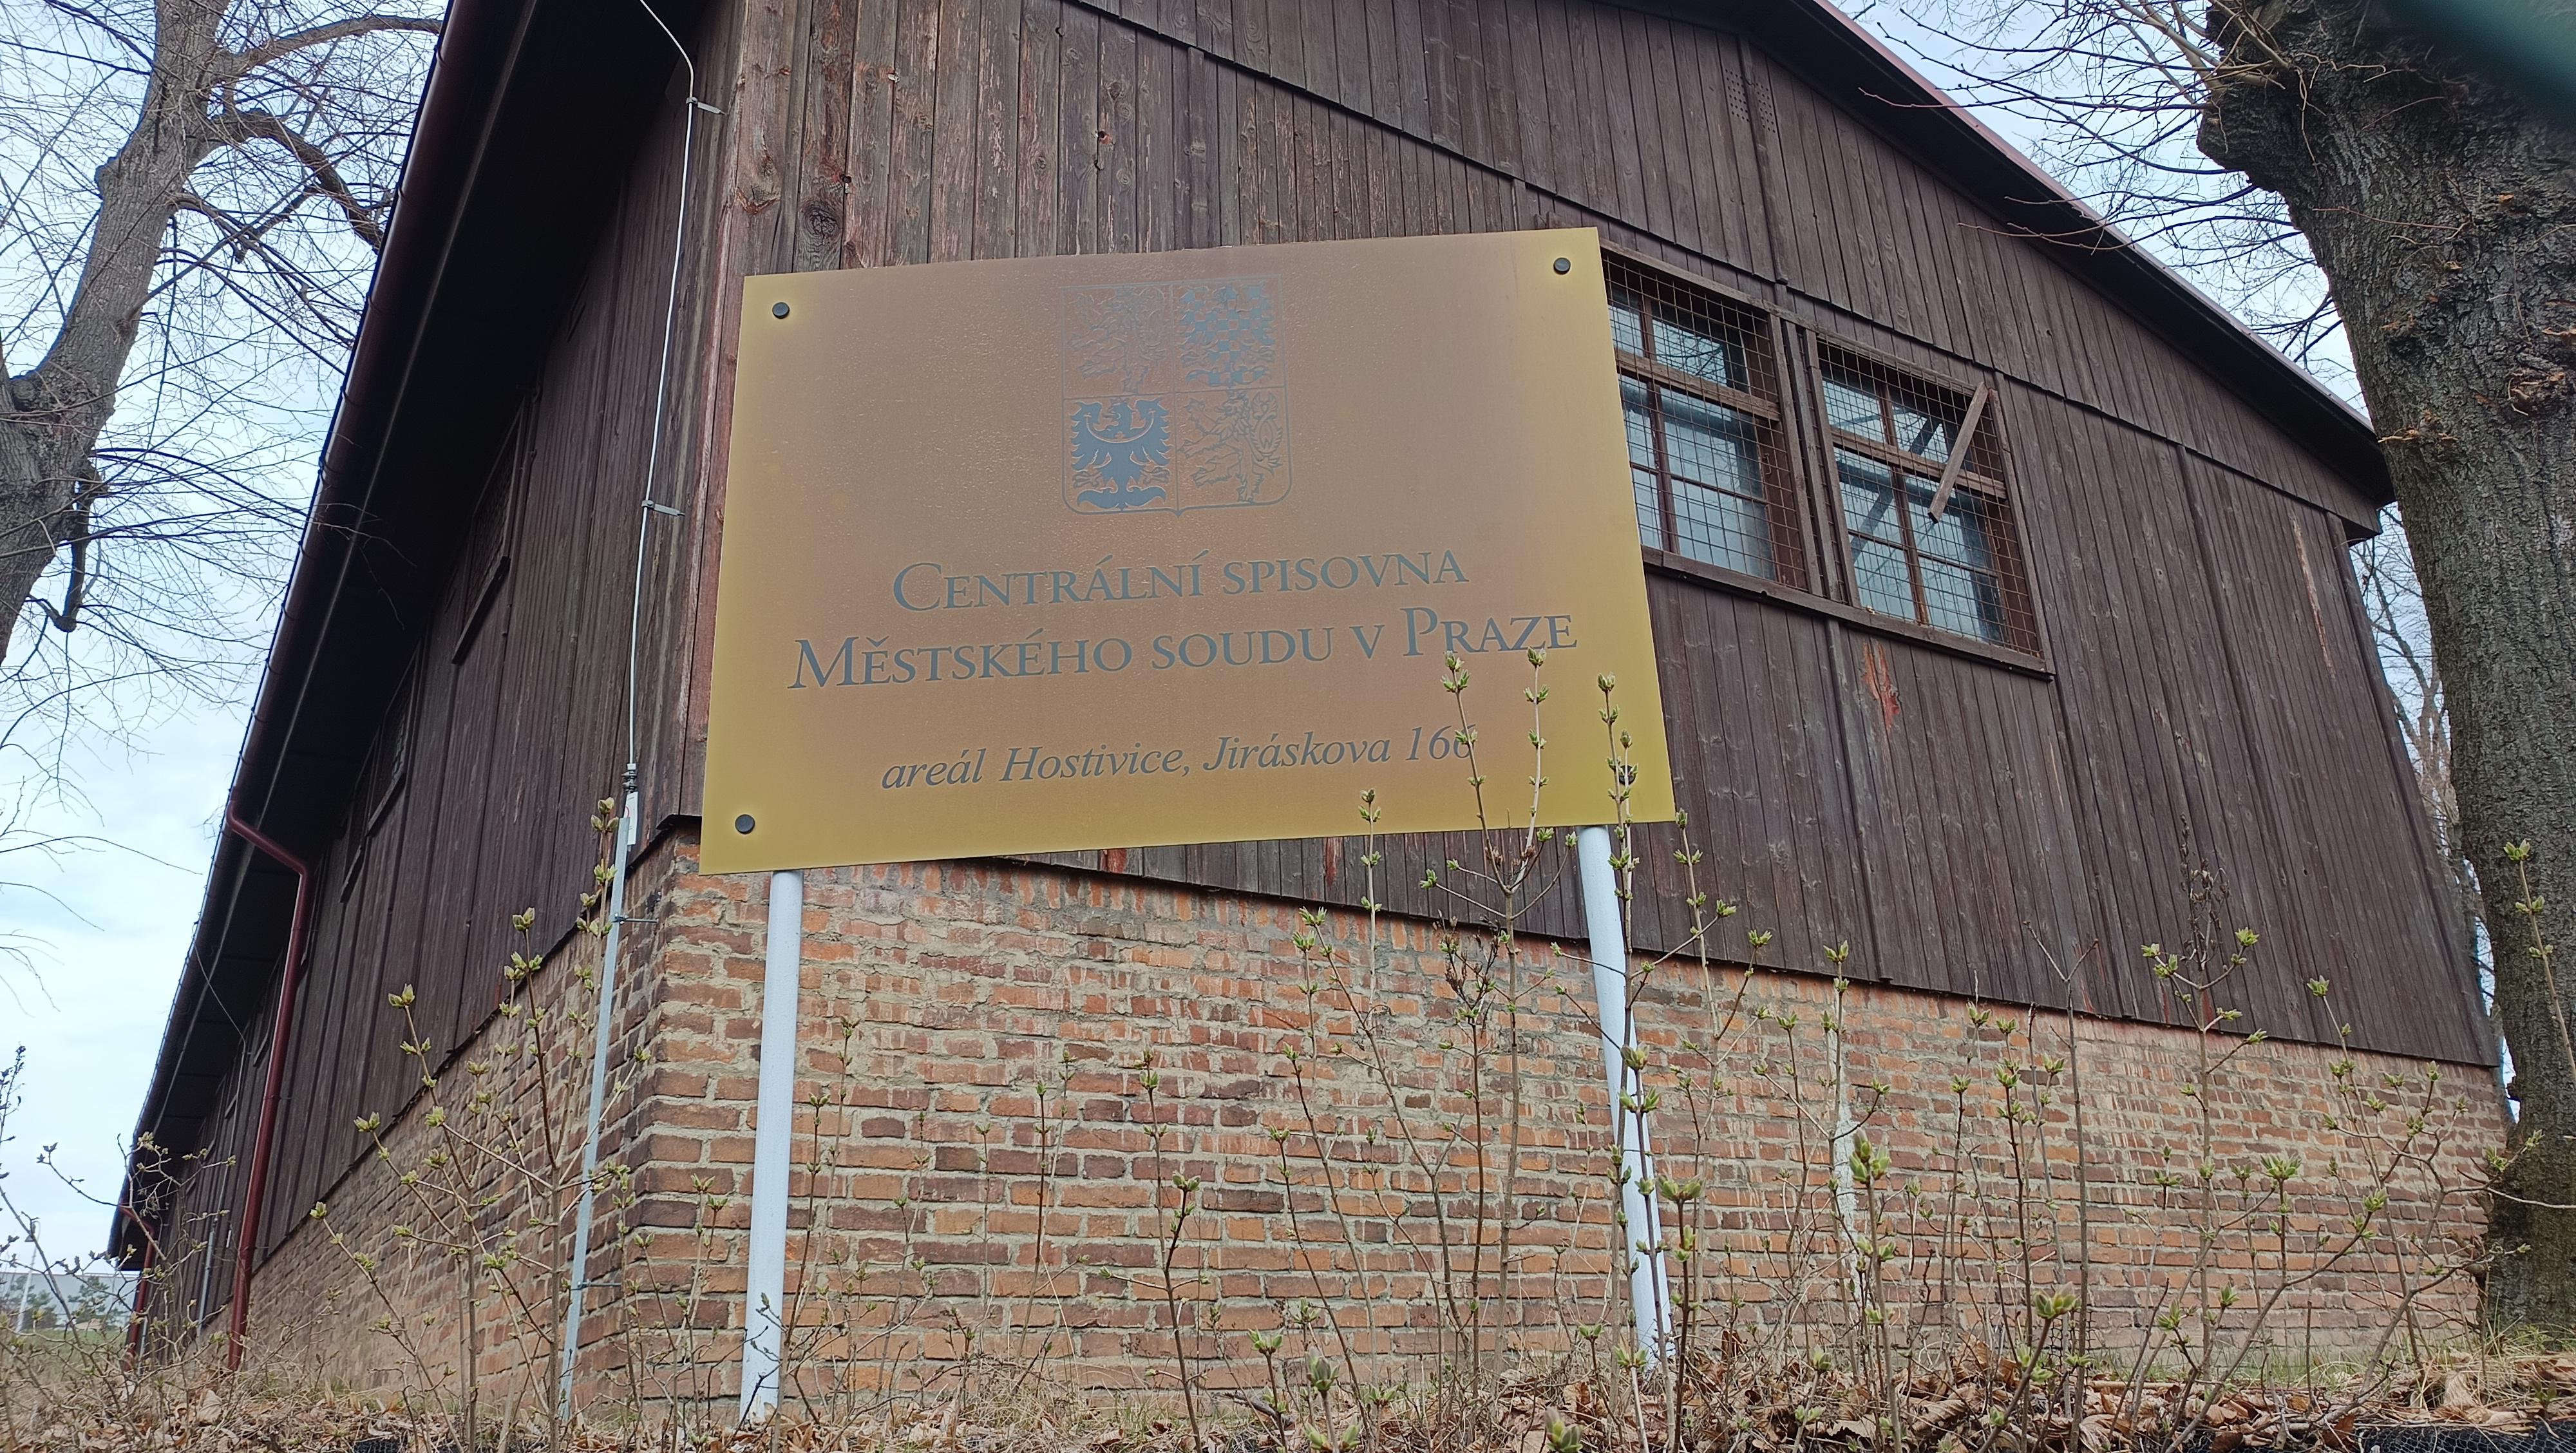 Centrální spisovna
Městského soudu v Praze
areál Hostivice, Jiráskova 166